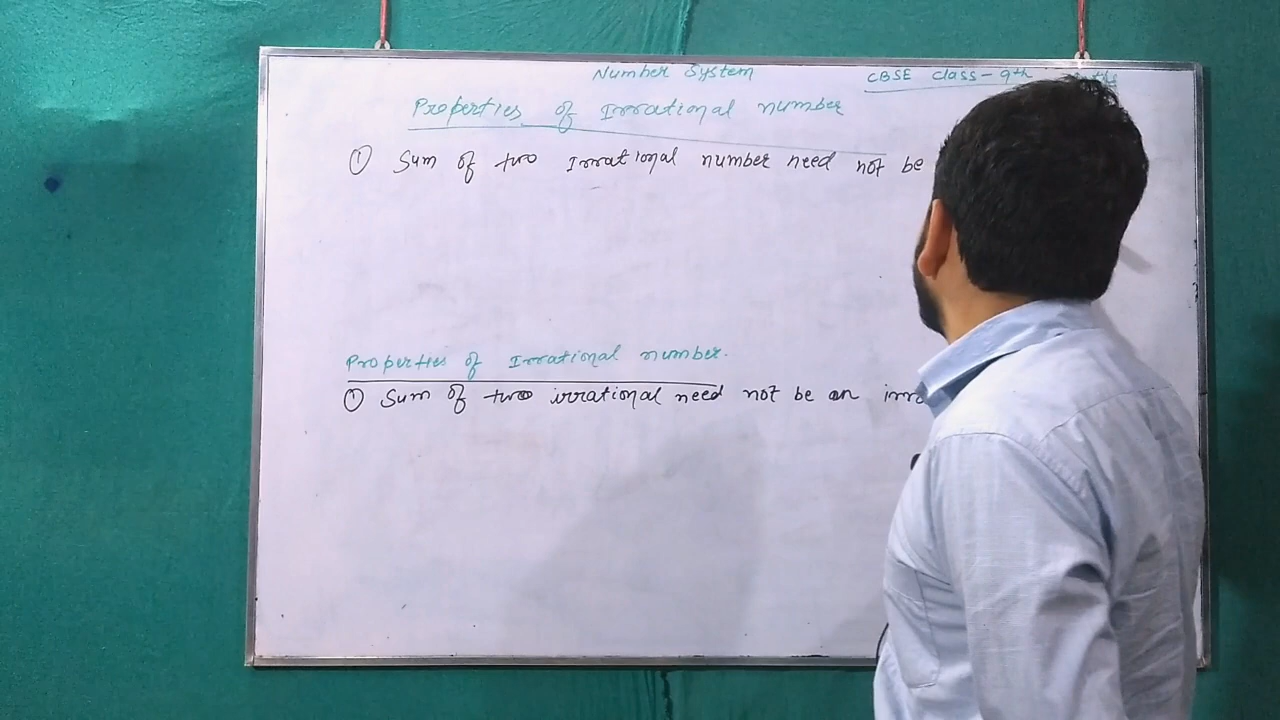 Number System
CBSE Class - 9th
Properties of Irrational number
① Sum of two Irrational number need not be
Properties of Irrational number.
① Sum of two irrational need not be an